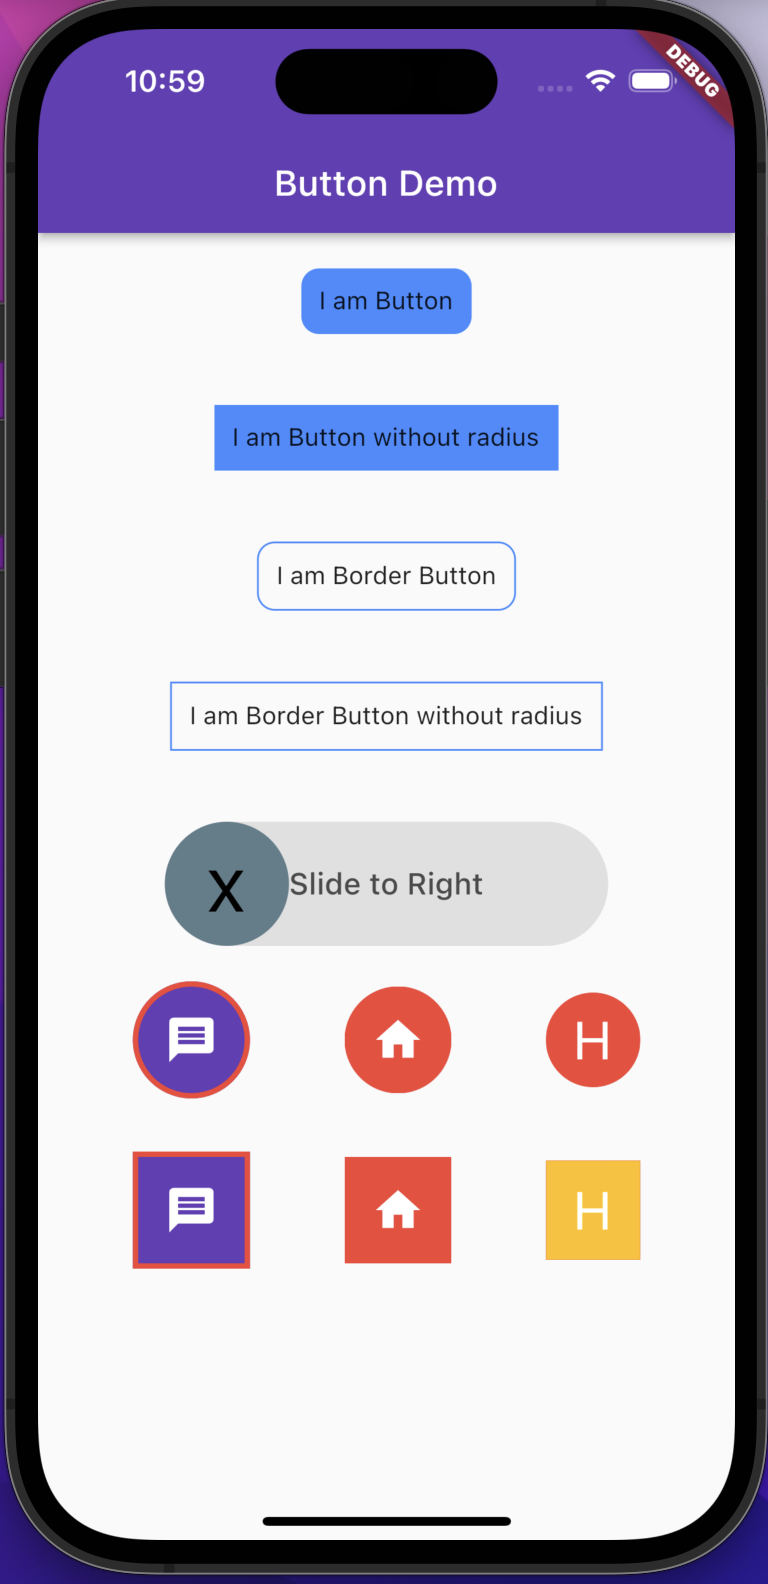 10:59
DEBUG
Button Demo
I am Button
I am Button without radius
I am Border Button
I am Border Button without radius
X Slide to Right
H
H